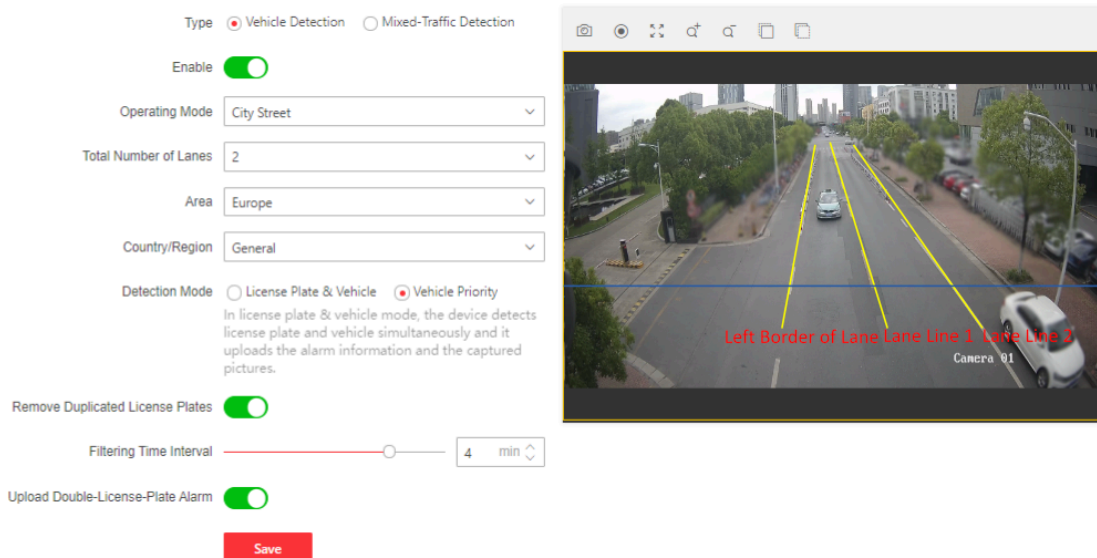 Type Vehicle Detection Mixed-Traffic Detection
Enable
Operating Mode City Street
Total Number of Lanes 2
Area Europe
Country/Region General
Detection Mode License Plate & Vehicle Vehicle Priority
In license plate & vehicle mode, the device detects
license plate and vehicle simultaneously and it
uploads the alarm information and the captured
pictures.
Remove Duplicated License Plates
Filtering Time Interval 4 min
Upload Double-License-Plate Alarm
Save
Left Border of Lane Lane Line 1 Lane Line 2
Camera 01